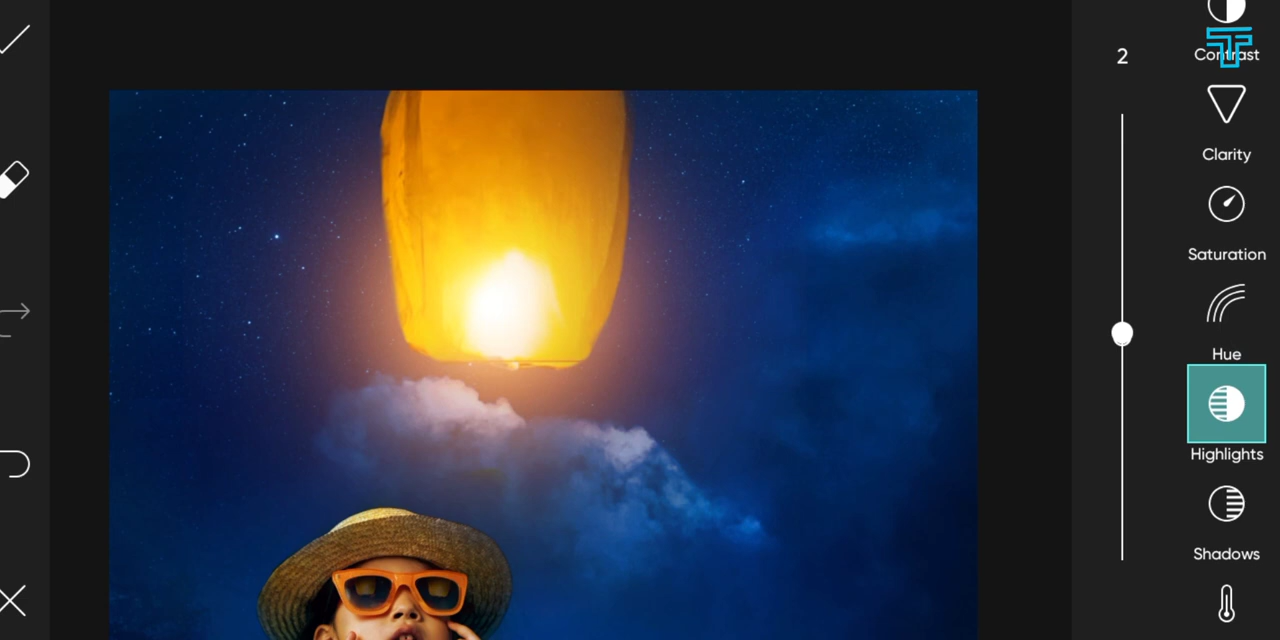 2
Contrast
Clarity
Saturation
Hue
Highlights
Shadows